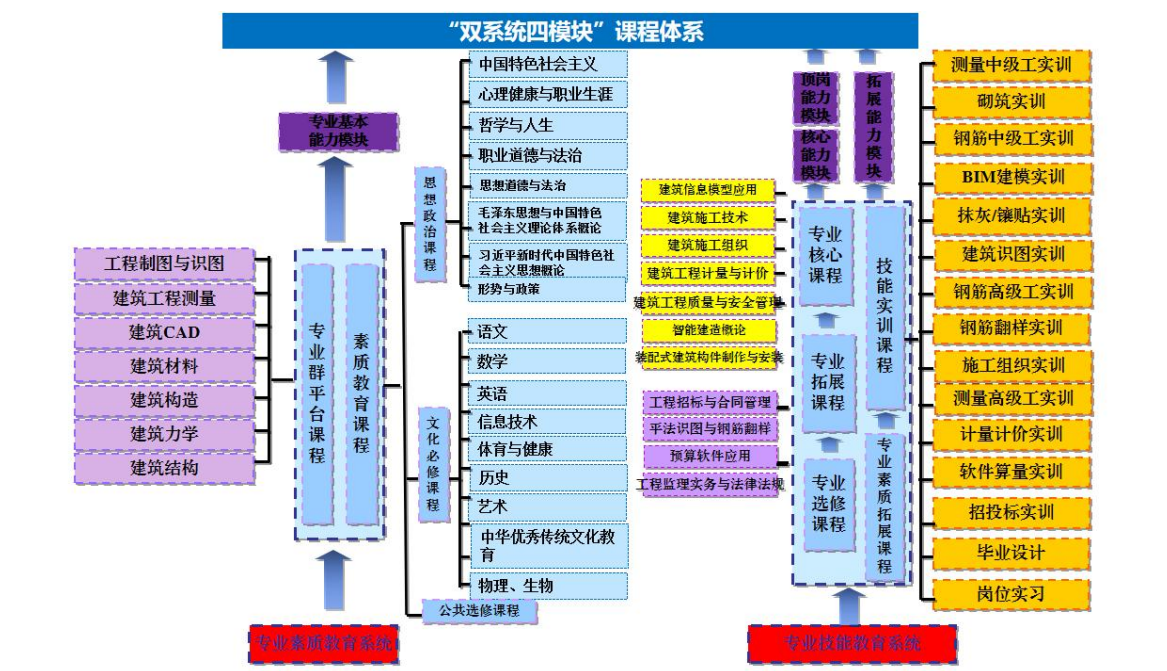 “双系统四模块”课程体系
专业基本
能力模块
工程制图与识图
建筑工程测量
建筑CAD
建筑材料
建筑构造
建筑力学
建筑结构
专业群平台课程
素质教育课程
专业素质教育系统
思想政治课程
中国特色社会主义
心理健康与职业生涯
哲学与人生
职业道德与法治
思想道德与法治
毛泽东思想与中国特色
社会主义理论体系概论
习近平新时代中国特色社
会主义思想概论
形势与政策
文化必修课程
语文
数学
英语
信息技术
体育与健康
历史
艺术
中华优秀传统文化教
育
物理、生物
公共选修课程
顶岗
能力
模块
核心
能力
模块
拓展能力模块
建筑信息模型应用
建筑施工技术
建筑施工组织
建筑工程计量与计价
建筑工程质量与安全管理
智能建造概论
装配式建筑构件制作与安装
工程招标与合同管理
平法识图与钢筋翻样
预算软件应用
工程监理实务与法律法规
专业
核心
课程
专业
拓展
课程
专业
选修
课程
技能实训课程
专业素质拓展课程
专业技能教育系统
测量中级工实训
砌筑实训
钢筋中级工实训
BIM建模实训
抹灰/镶贴实训
建筑识图实训
钢筋高级工实训
钢筋翻样实训
施工组织实训
测量高级工实训
计量计价实训
软件算量实训
招投标实训
毕业设计
岗位实习